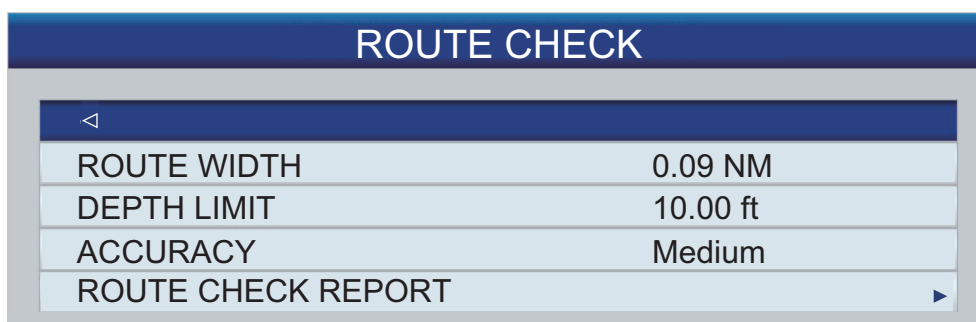 ROUTE CHECK
ROUTE WIDTH 0.09 NM
DEPTH LIMIT 10.00 ft
ACCURACY Medium
ROUTE CHECK REPORT